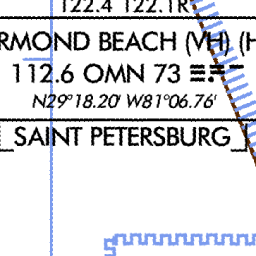 122.4 122.1R
RMOND BEACH (VH) (H
112.6 OMN 73
N29°18.20' W81°06.76'
SAINT PETERSBURG